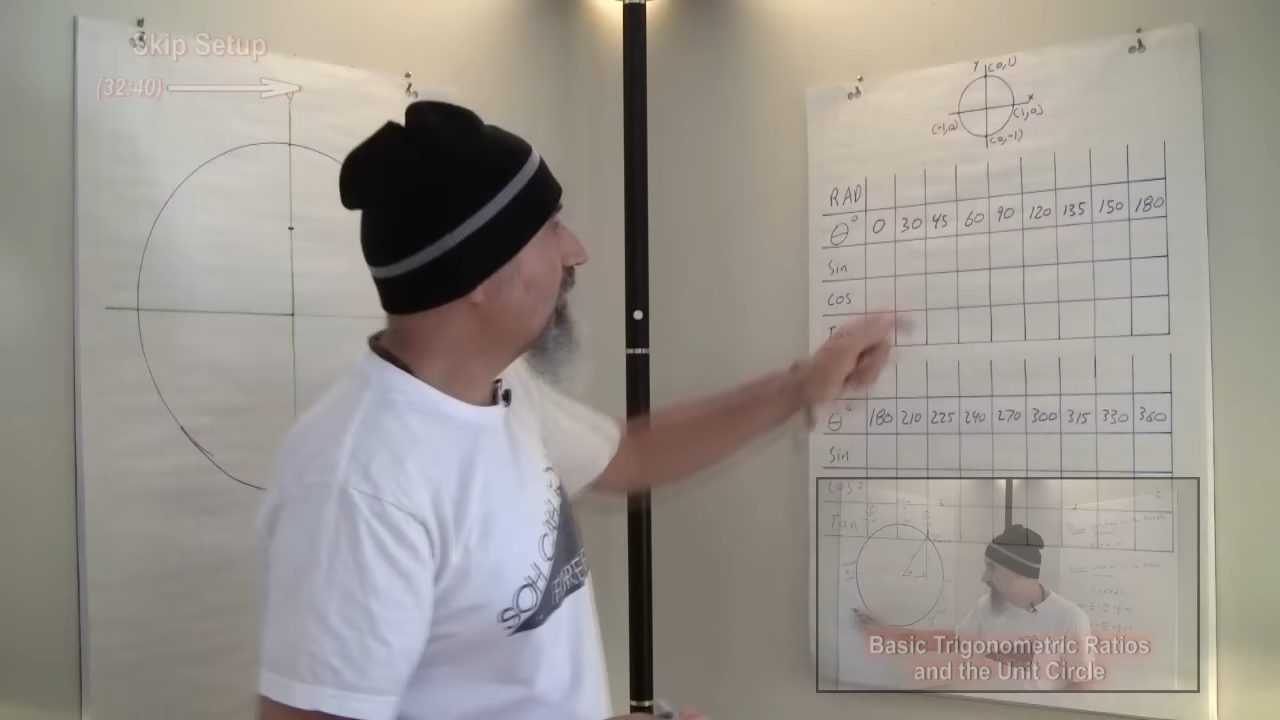 Skip Setup
(32:40)
y (0,1)
x
(-1,0) (1,0)
(0,-1)
RAD
θ° 0 30 45 60 90 120 135 150 180
Sin
Cos
Tan
θ° 180 210 225 240 270 300 315 330 360
Sin
Cos
Tan
SOH CAH
Basic Trigonometric Ratios
and the Unit Circle